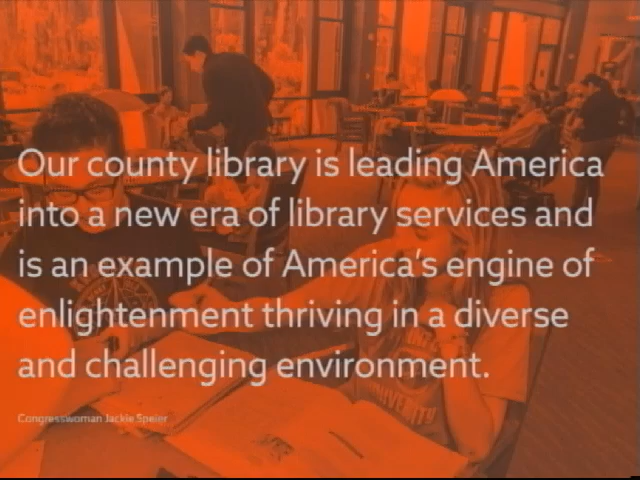 Our county library is leading America
into a new era of library services and
is an example of America's engine of
enlightenment thriving in a diverse
and challenging environment.
Congresswoman Jackie Speier
UNIVERSITY